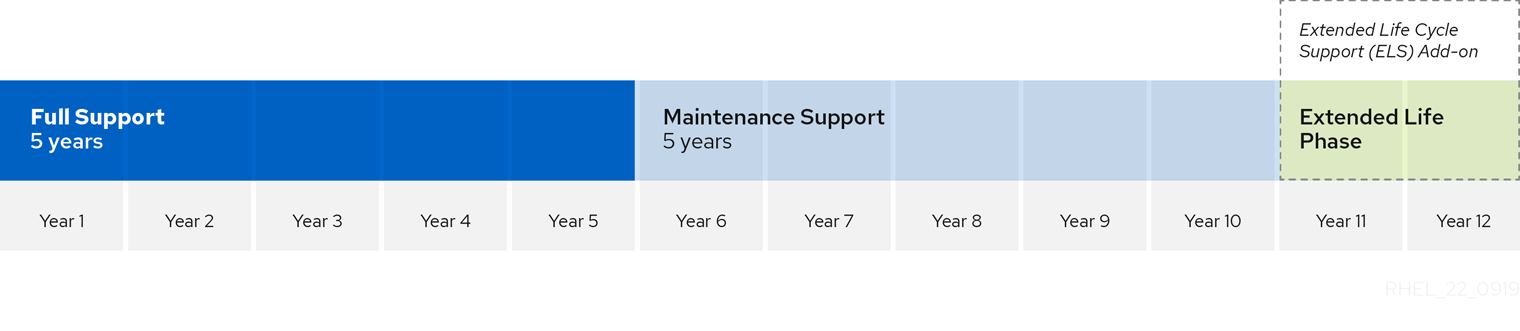 Extended Life Cycle
Support (ELS) Add-on
Full Support
5 years
Maintenance Support
5 years
Extended Life
Phase
Year 1
Year 2
Year 3
Year 4
Year 5
Year 6
Year 7
Year 8
Year 9
Year 10
Year 11
Year 12
RHEL_22_0919